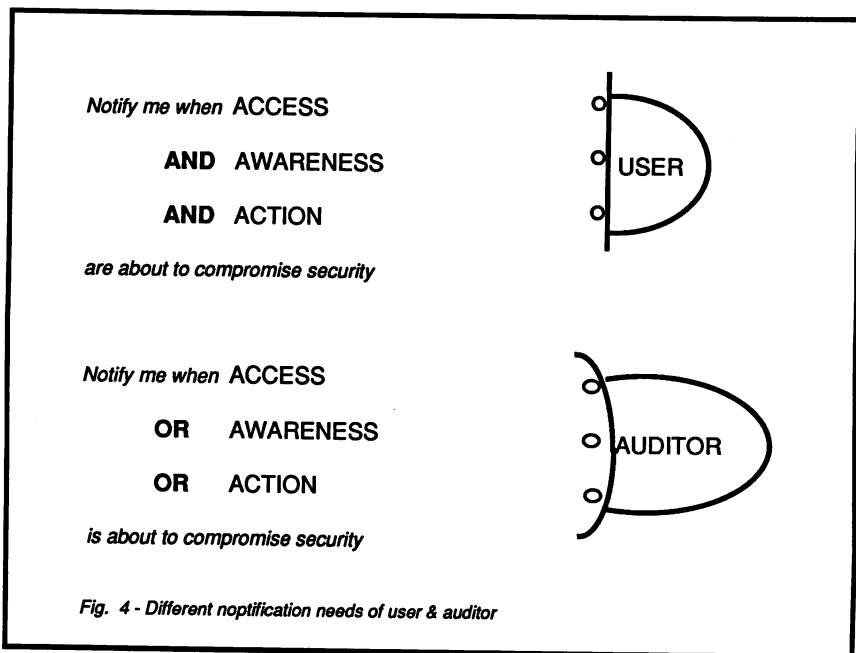 Notify me when ACCESS
AND AWARENESS
AND ACTION
are about to compromise security
USER
Notify me when ACCESS
OR AWARENESS
OR ACTION
is about to compromise security
AUDITOR
Fig. 4 - Different noptification needs of user & auditor